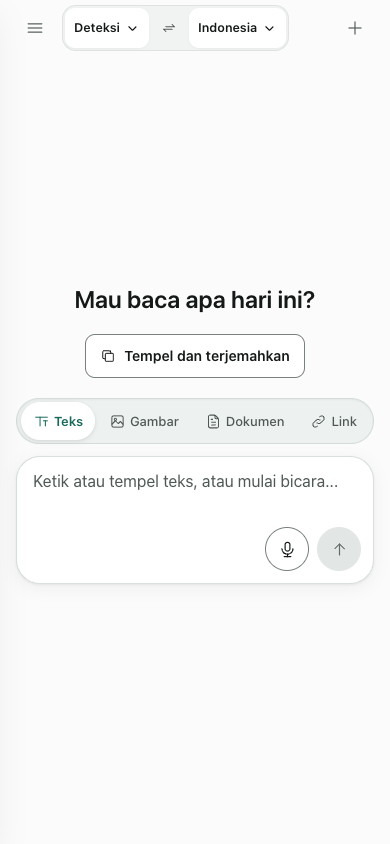 Deteksi
Indonesia
Mau baca apa hari ini?
Tempel dan terjemahkan
Teks
Gambar
Dokumen
Link
Ketik atau tempel teks, atau mulai bicara...